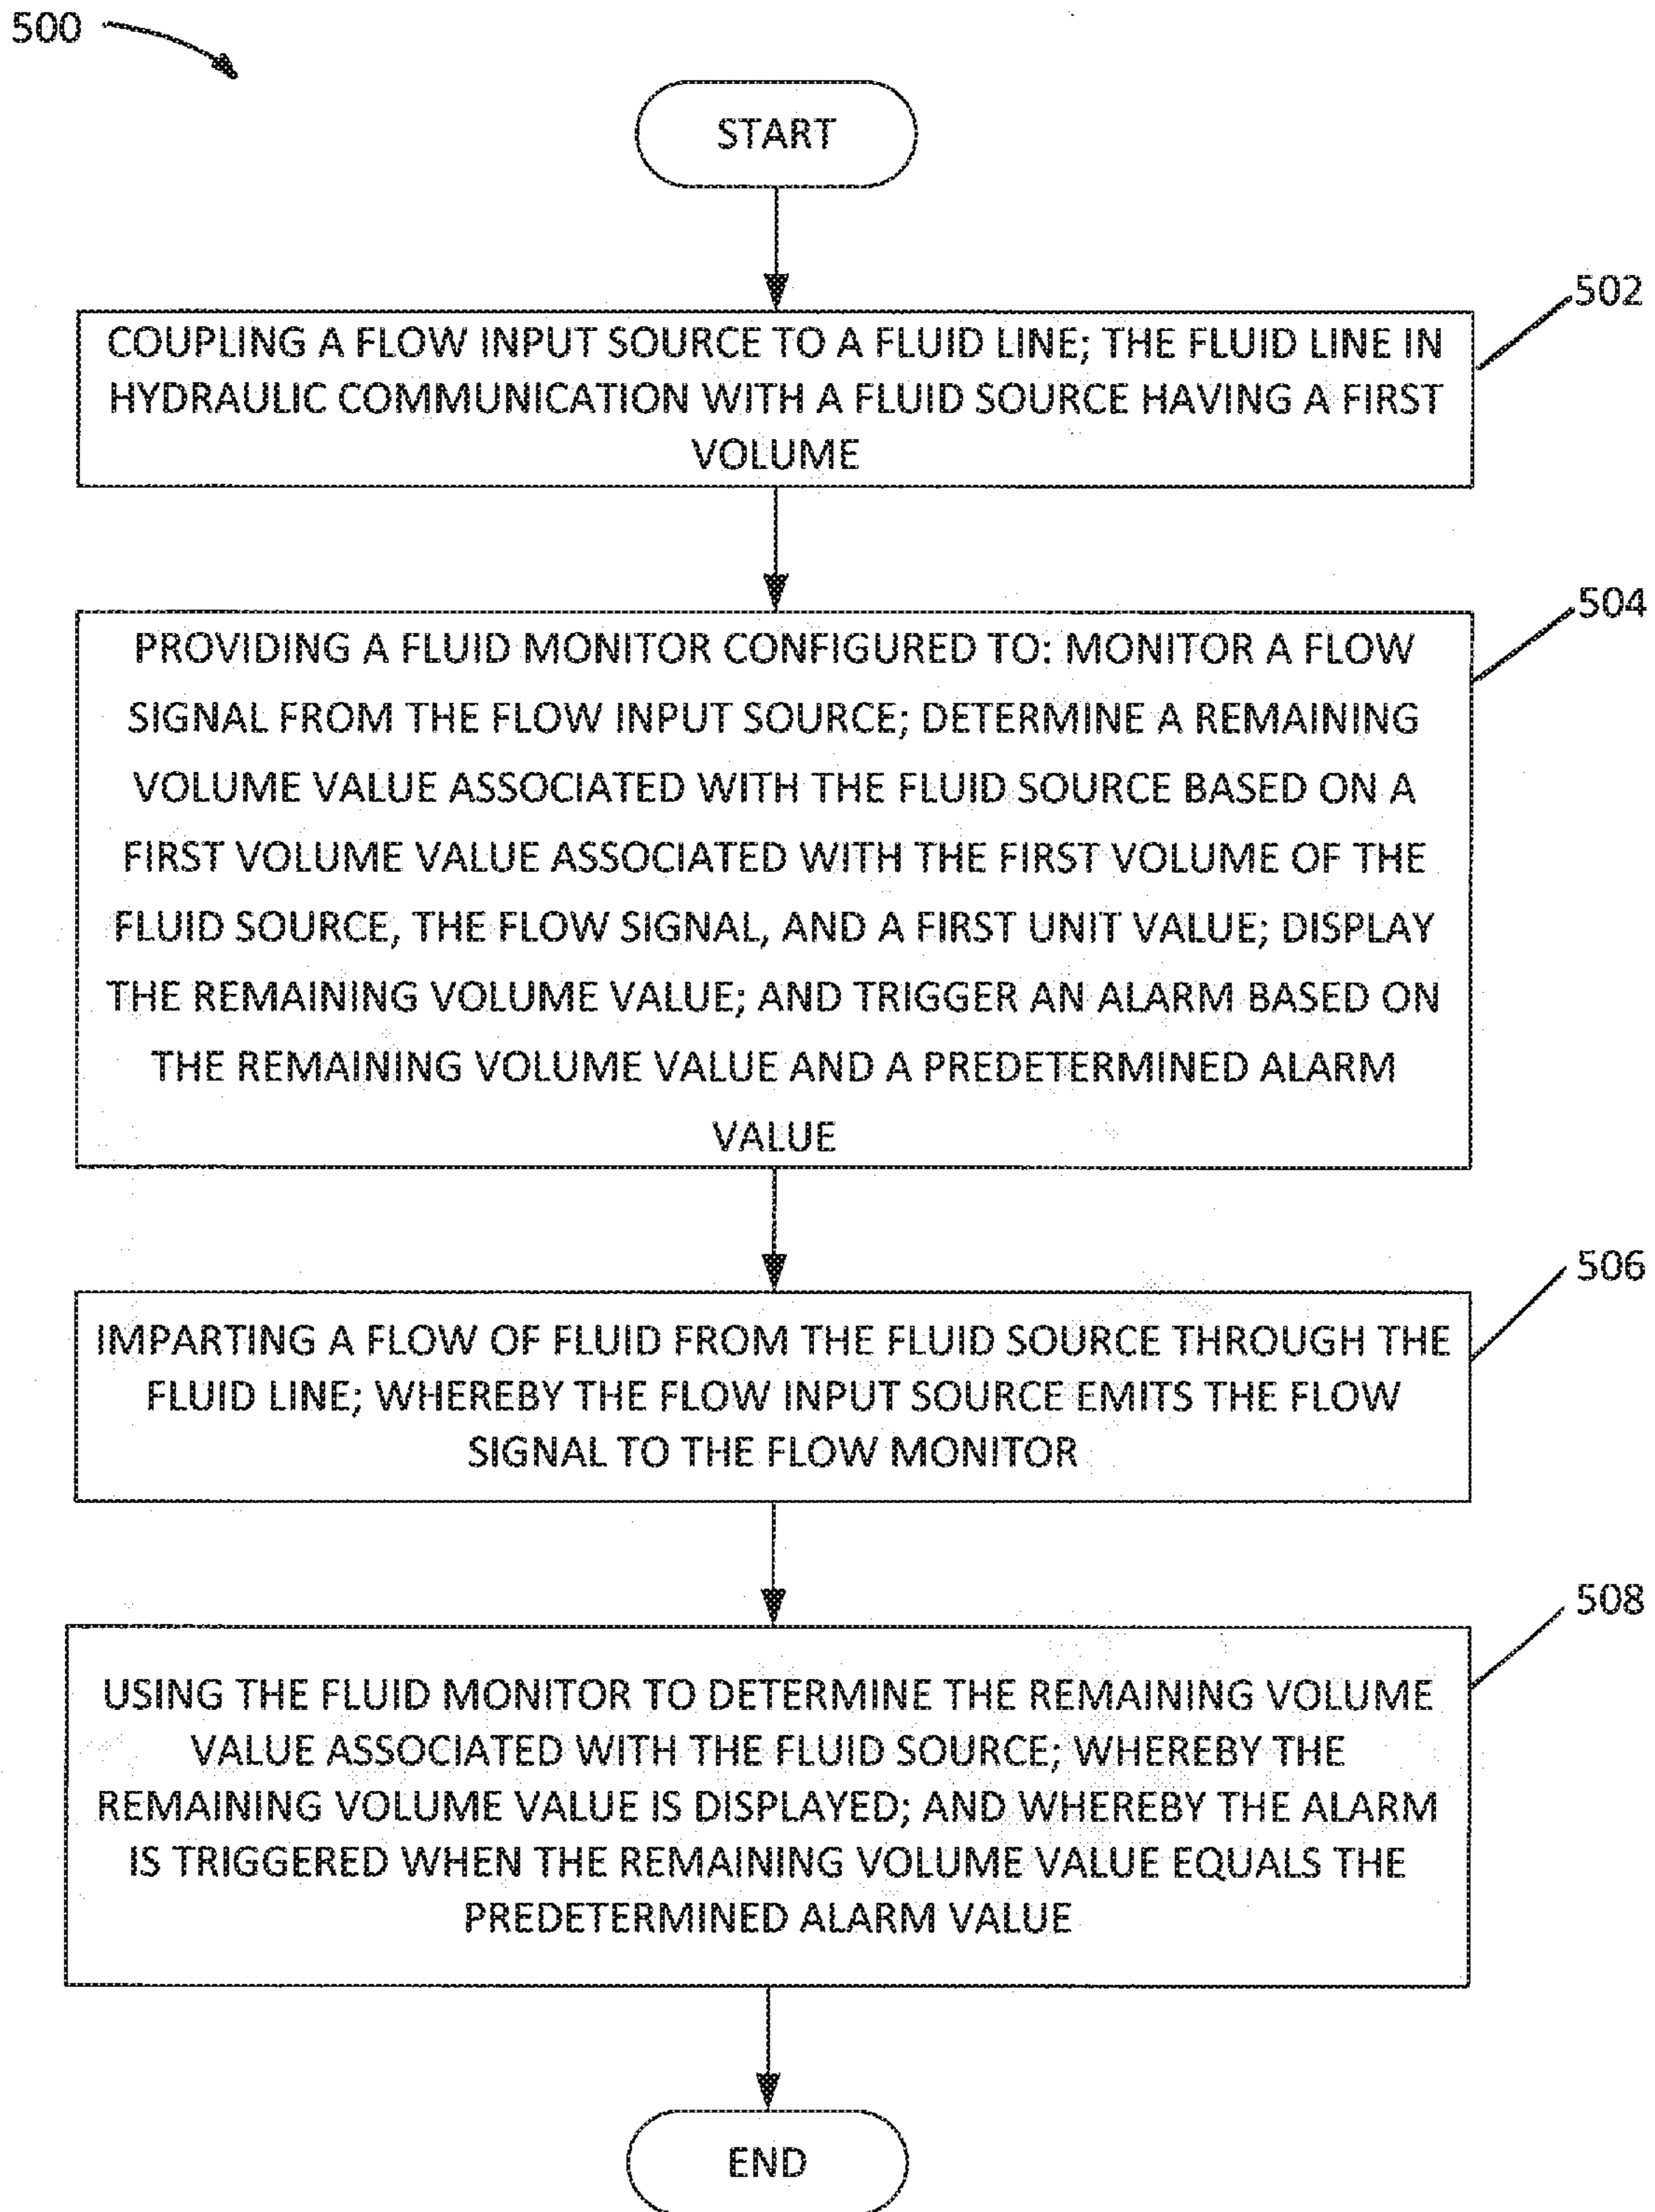 500
START
502
COUPLING A FLOW INPUT SOURCE TO A FLUID LINE; THE FLUID LINE IN
HYDRAULIC COMMUNICATION WITH A FLUID SOURCE HAVING A FIRST
VOLUME
504
PROVIDING A FLUID MONITOR CONFIGURED TO: MONITOR A FLOW
SIGNAL FROM THE FLOW INPUT SOURCE; DETERMINE A REMAINING
VOLUME VALUE ASSOCIATED WITH THE FLUID SOURCE BASED ON A
FIRST VOLUME VALUE ASSOCIATED WITH THE FIRST VOLUME OF THE
FLUID SOURCE, THE FLOW SIGNAL, AND A FIRST UNIT VALUE; DISPLAY
THE REMAINING VOLUME VALUE; AND TRIGGER AN ALARM BASED ON
THE REMAINING VOLUME VALUE AND A PREDETERMINED ALARM
VALUE
506
IMPARTING A FLOW OF FLUID FROM THE FLUID SOURCE THROUGH THE
FLUID LINE; WHEREBY THE FLOW INPUT SOURCE EMITS THE FLOW
SIGNAL TO THE FLOW MONITOR
508
USING THE FLUID MONITOR TO DETERMINE THE REMAINING VOLUME
VALUE ASSOCIATED WITH THE FLUID SOURCE; WHEREBY THE
REMAINING VOLUME VALUE IS DISPLAYED; AND WHEREBY THE ALARM
IS TRIGGERED WHEN THE REMAINING VOLUME VALUE EQUALS THE
PREDETERMINED ALARM VALUE
END